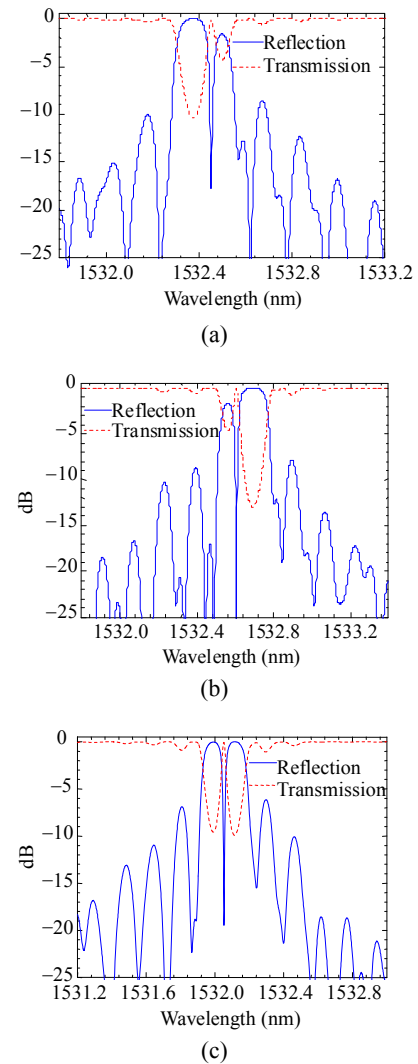 0
Reflection
Transmission
−5
−10
−15
−20
−25
1532.0 1532.4 1532.8 1533.2
Wavelength (nm)
(a)
0
Reflection
Transmission
−5
dB
−10
−15
−20
−25
1532.0 1532.4 1532.8 1533.2
Wavelength (nm)
(b)
0
Reflection
−5
Transmission
dB
−10
−15
−20
−25
1531.2 1531.6 1532.0 1532.4 1532.8
Wavelength (nm)
(c)